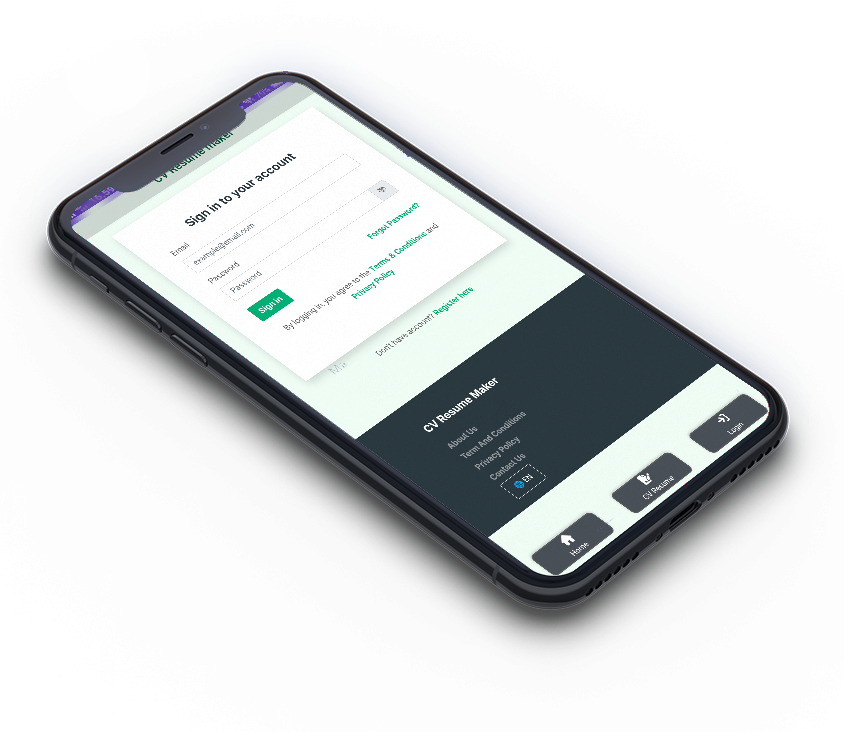 CV Resume Maker
Sign in to your account
Email
example@email.com
Password
Password
Forgot Password?
Sign in
By logging in, you agree to the Terms & Conditions and
Privacy Policy
Don't have account? Register here
CV Resume Maker
About Us
Term And Conditions
Privacy Policy
Contact Us
EN
Home
CV Resume
Login